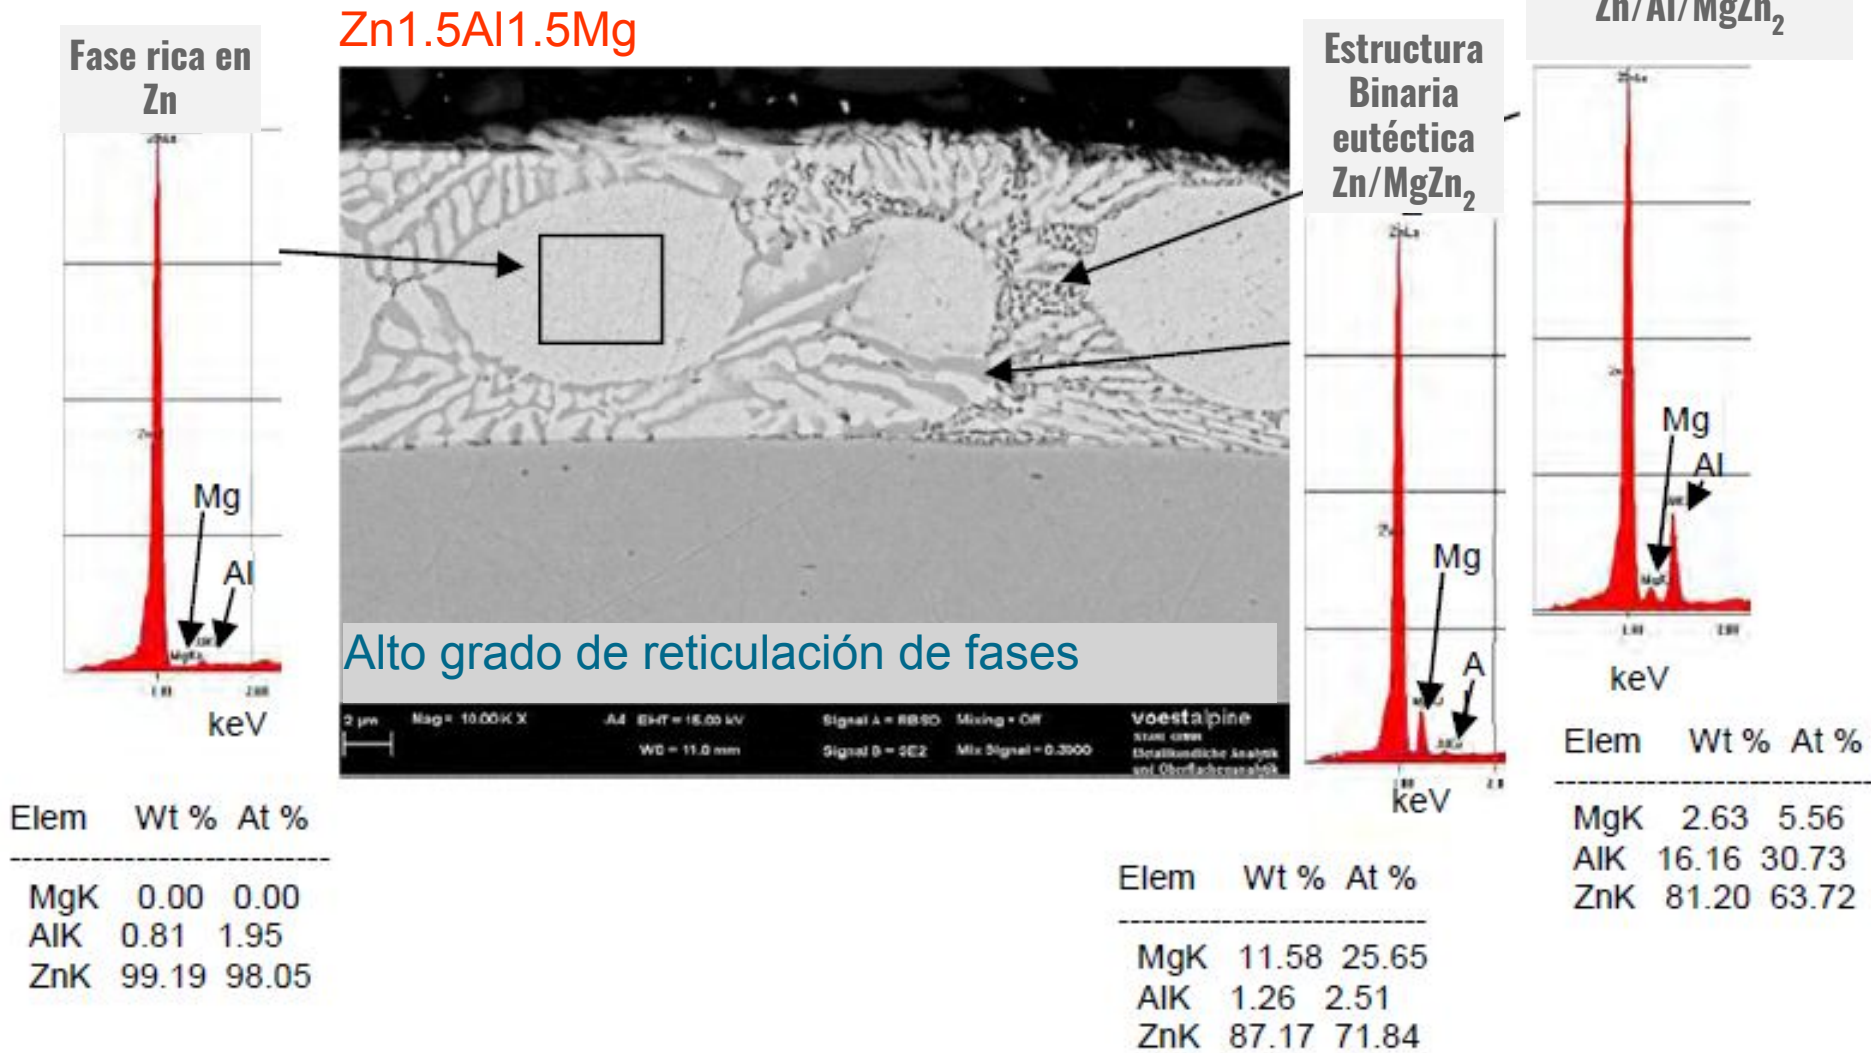 Zn1.5Al1.5Mg
Fase rica en
Zn
Mg
Al
keV
Elem Wt % At %
MgK 0.00 0.00
AlK 0.81 1.95
ZnK 99.19 98.05
Alto grado de reticulación de fases
2 µm Mag = 10.00 K X A4 EHT = 15.00 kV Signal A = RBSD Mixing = Off voestalpine
WD = 11.0 mm Signal B = SE2 Mix Signal = 0.3900
Estructura
Binaria
eutéctica
Zn/MgZn2
Mg
A
keV
Elem Wt % At %
MgK 11.58 25.65
AlK 1.26 2.51
ZnK 87.17 71.84
Zn/Al/MgZn2
Mg
Al
keV
Elem Wt % At %
MgK 2.63 5.56
AlK 16.16 30.73
ZnK 81.20 63.72